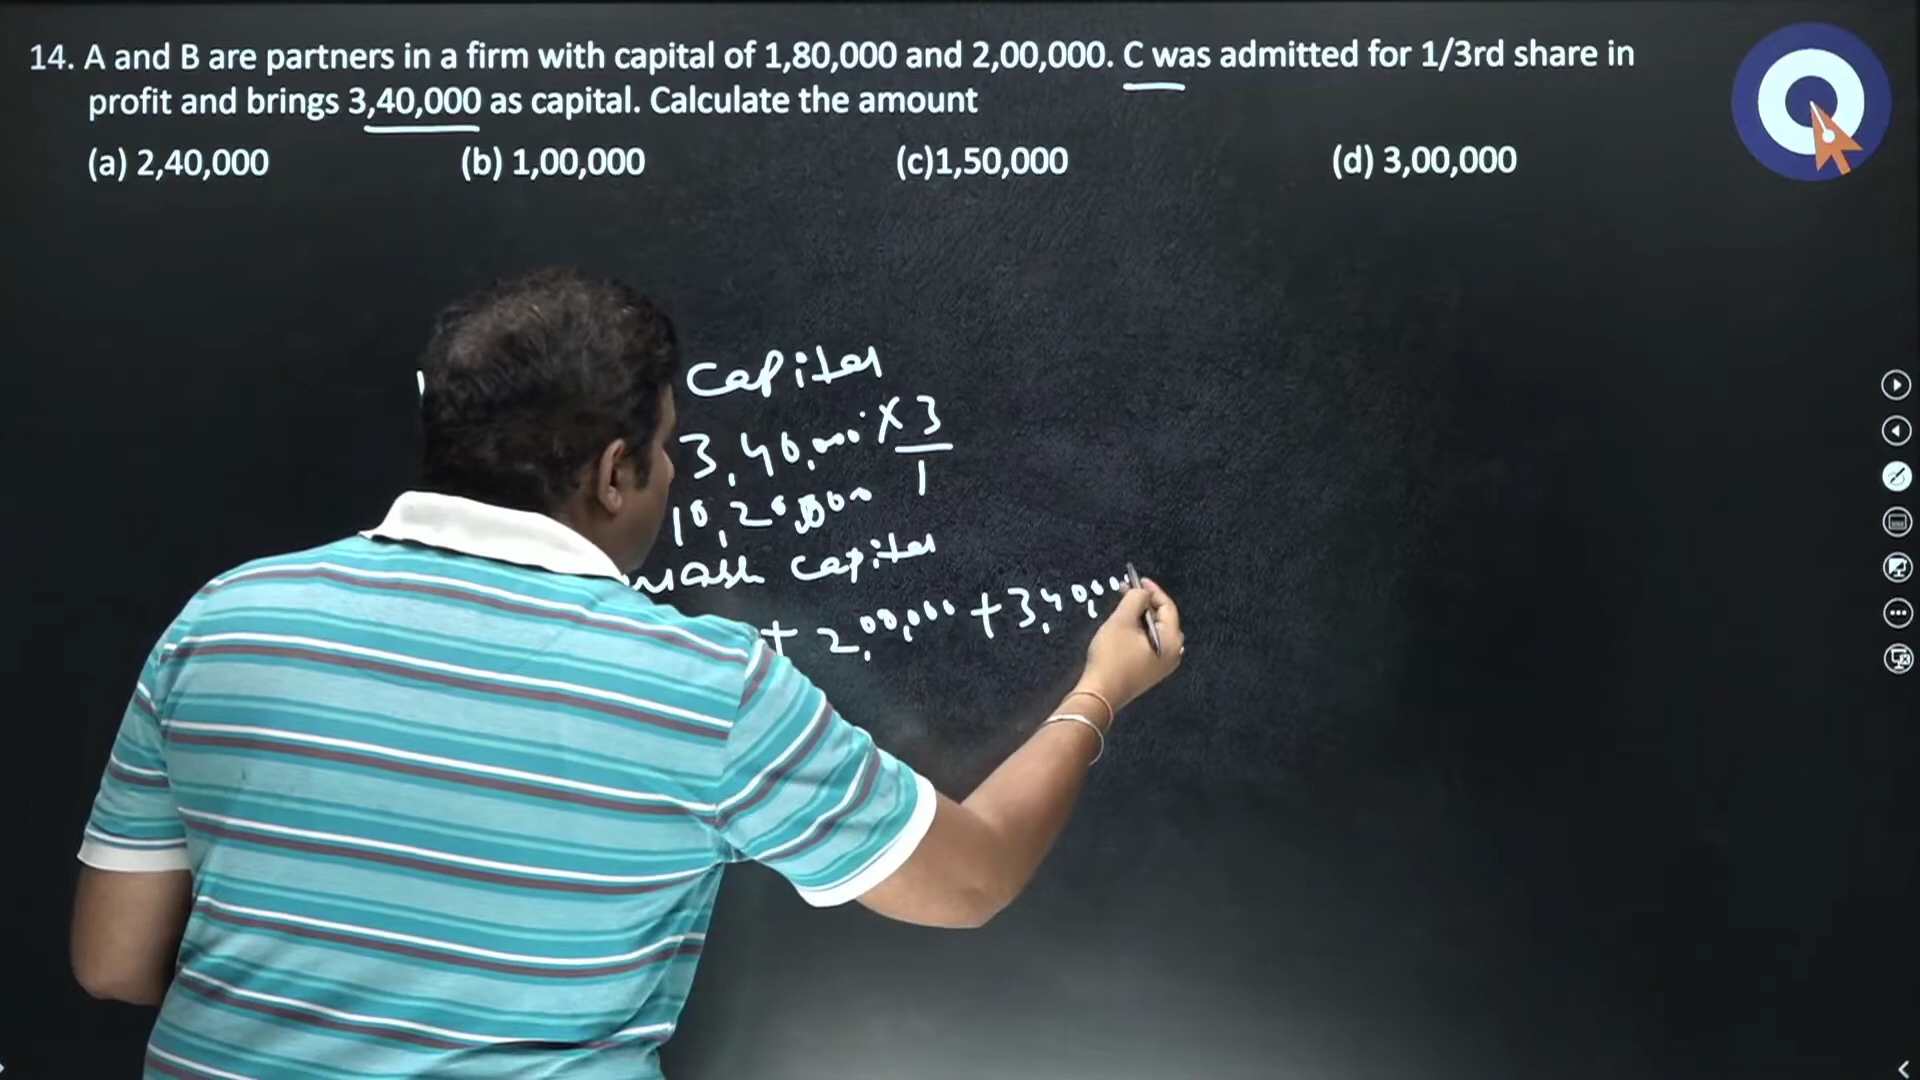 14. A and B are partners in a firm with capital of 1,80,000 and 2,00,000. C was admitted for 1/3rd share in
profit and brings 3,40,000 as capital. Calculate the amount
(a) 2,40,000 (b) 1,00,000 (c)1,50,000 (d) 3,00,000
Capital
3,40,000 × 3/1
10,20,000
capital
+ 2,00,000 + 3,40,000